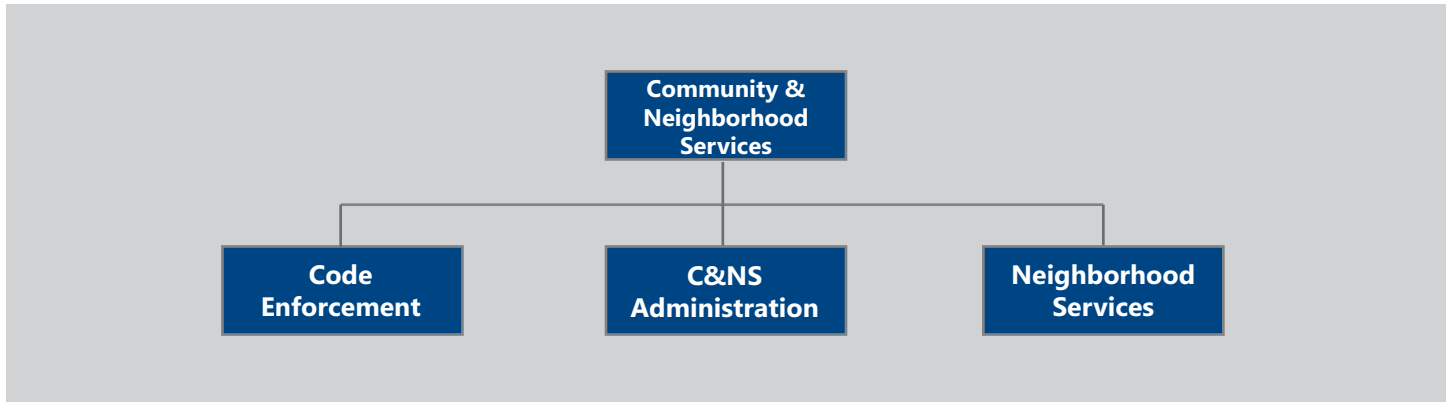 Community &
Neighborhood
Services
Code
Enforcement
C&NS
Administration
Neighborhood
Services